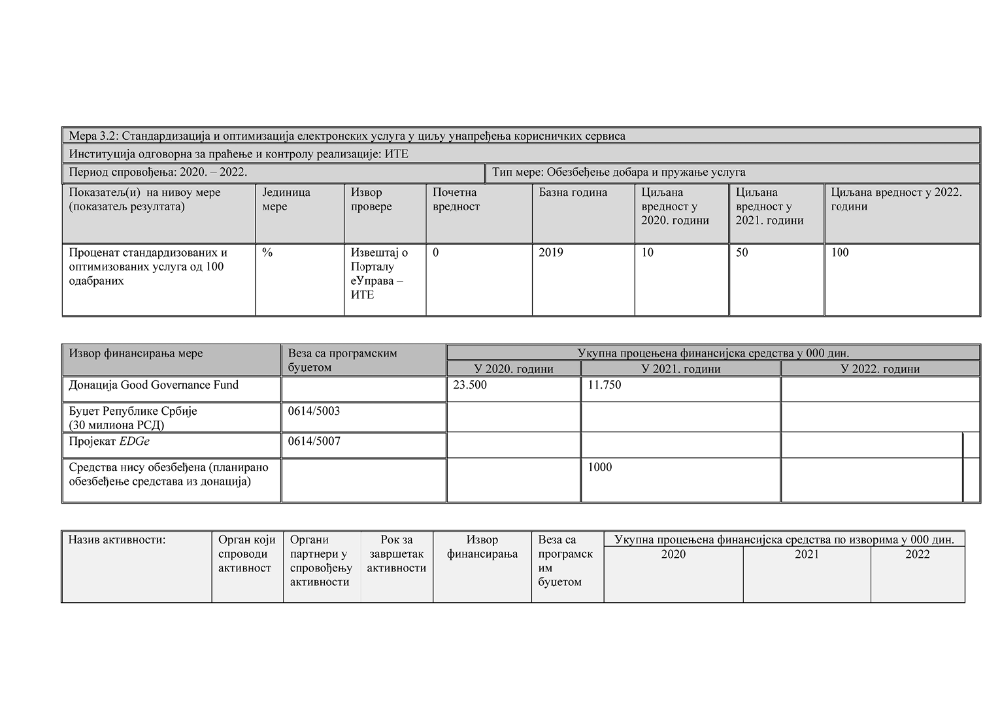 Мера 3.2: Стандардизација и оптимизација електронских услуга у циљу унапређења корисничких сервиса
Институција одговорна за праћење и контролу реализације: ИТЕ
Период спровођења: 2020. – 2022.
Тип мере: Обезбеђење добара и пружање услуга
Показатељ(и) на нивоу мере
(показатељ резултата)
Јединица
мере
Извор
провере
Почетна
вредност
Базна година
Циљана
вредност у
2020. години
Циљана
вредност у
2021. години
Циљана вредност у 2022.
години
Проценат стандардизованих и
оптимизованих услуга од 100
одабраних
%
Извештај о
Порталу
еУправа –
ИТЕ
0
2019
10
50
100
Извор финансирања мере
Веза са програмским
буџетом
Укупна процењена финансијска средства у 000 дин.
У 2020. години
У 2021. години
У 2022. години
Донација Good Governance Fund
23.500
11.750
Буџет Републике Србије
(30 милиона РСД)
0614/5003
Пројекат EDGe
0614/5007
Средства нису обезбеђена (планирано
обезбеђење средстава из донација)
1000
Назив активности:
Орган који
спроводи
активност
Органи
партнери у
спровођењу
активности
Рок за
завршетак
активности
Извор
финансирања
Веза са
програмск
им
буџетом
Укупна процењена финансијска средства по изворима у 000 дин.
2020
2021
2022